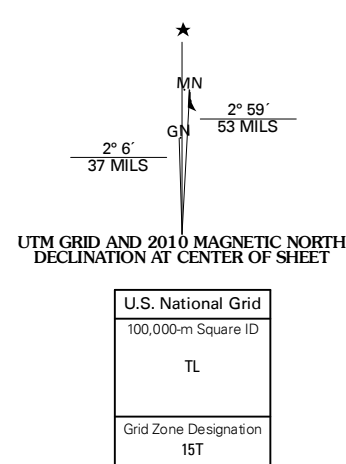 ★
MN
2° 59´
53 MILS
GN
2° 6´
37 MILS
UTM GRID AND 2010 MAGNETIC NORTH
DECLINATION AT CENTER OF SHEET
U.S. National Grid
100,000-m Square ID
TL
Grid Zone Designation
15T